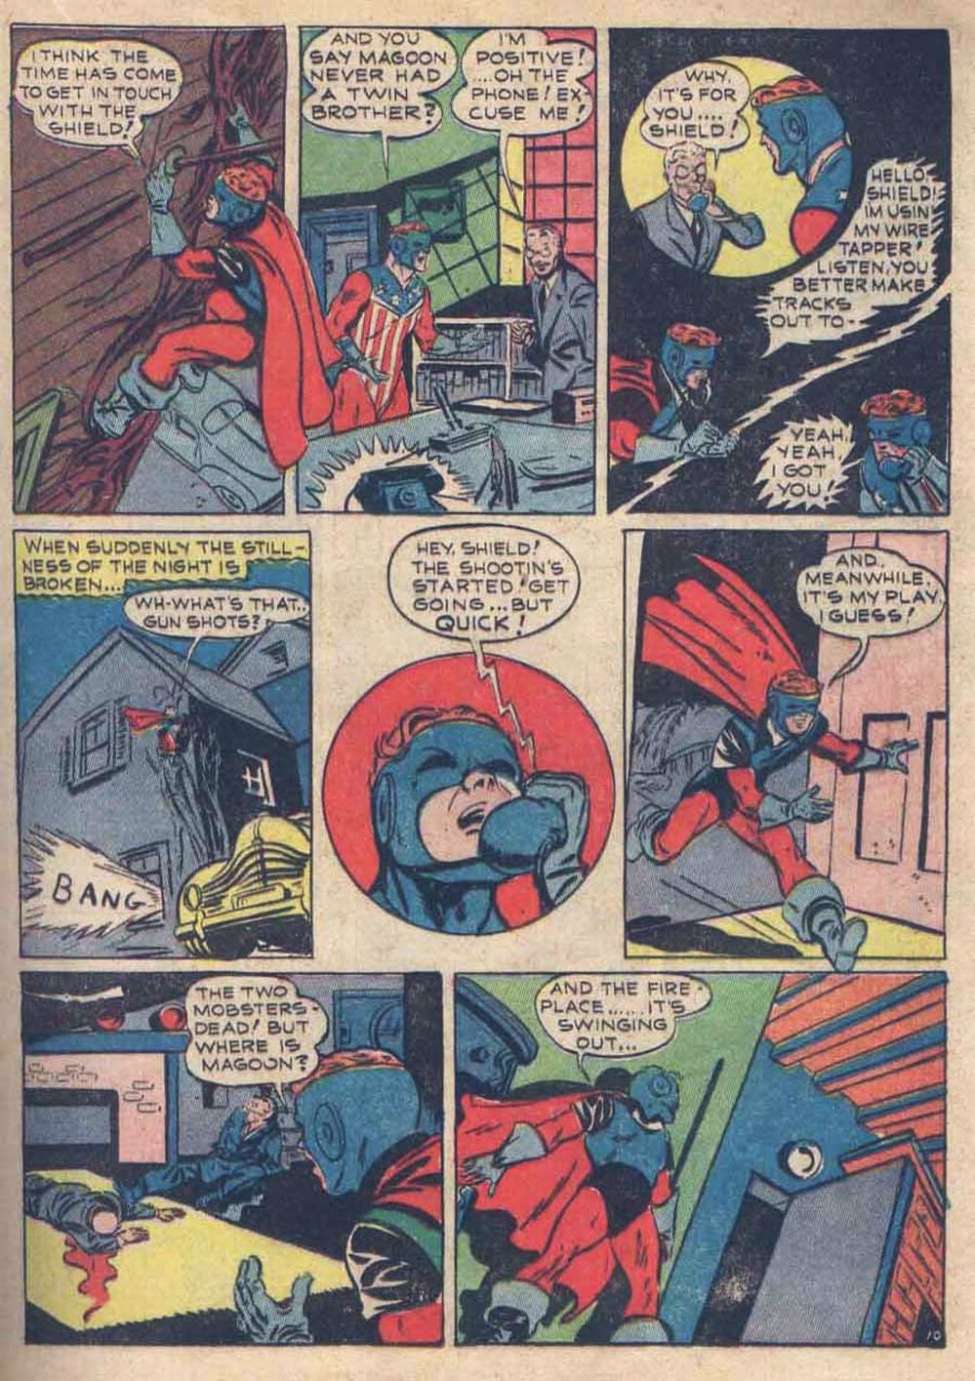 I THINK THE
TIME HAS COME
TO GET IN TOUCH
WITH THE
SHIELD!
AND YOU
SAY MAGOON
NEVER HAD
A TWIN
BROTHER?
I'M
POSITIVE!
....OH THE
PHONE! EX-
CUSE ME!
WHY,
IT'S FOR
YOU....
SHIELD!
HELLO,
SHIELD!
IM USIN'
MY WIRE
TAPPER!
LISTEN, YOU
BETTER MAKE
TRACKS
OUT TO-
YEAH,
YEAH,
I GOT
YOU!
WHEN SUDDENLY THE STILL-
NESS OF THE NIGHT IS
BROKEN...
WH-WHAT'S THAT..
GUN SHOTS?
BANG
HEY, SHIELD!
THE SHOOTIN'S
STARTED! GET
GOING...BUT
QUICK!
AND,
MEANWHILE,
IT'S MY PLAY,
I GUESS!
THE TWO
MOBSTERS-
DEAD! BUT
WHERE IS
MAGOON?
AND THE FIRE-
PLACE...... IT'S
SWINGING
OUT...
10